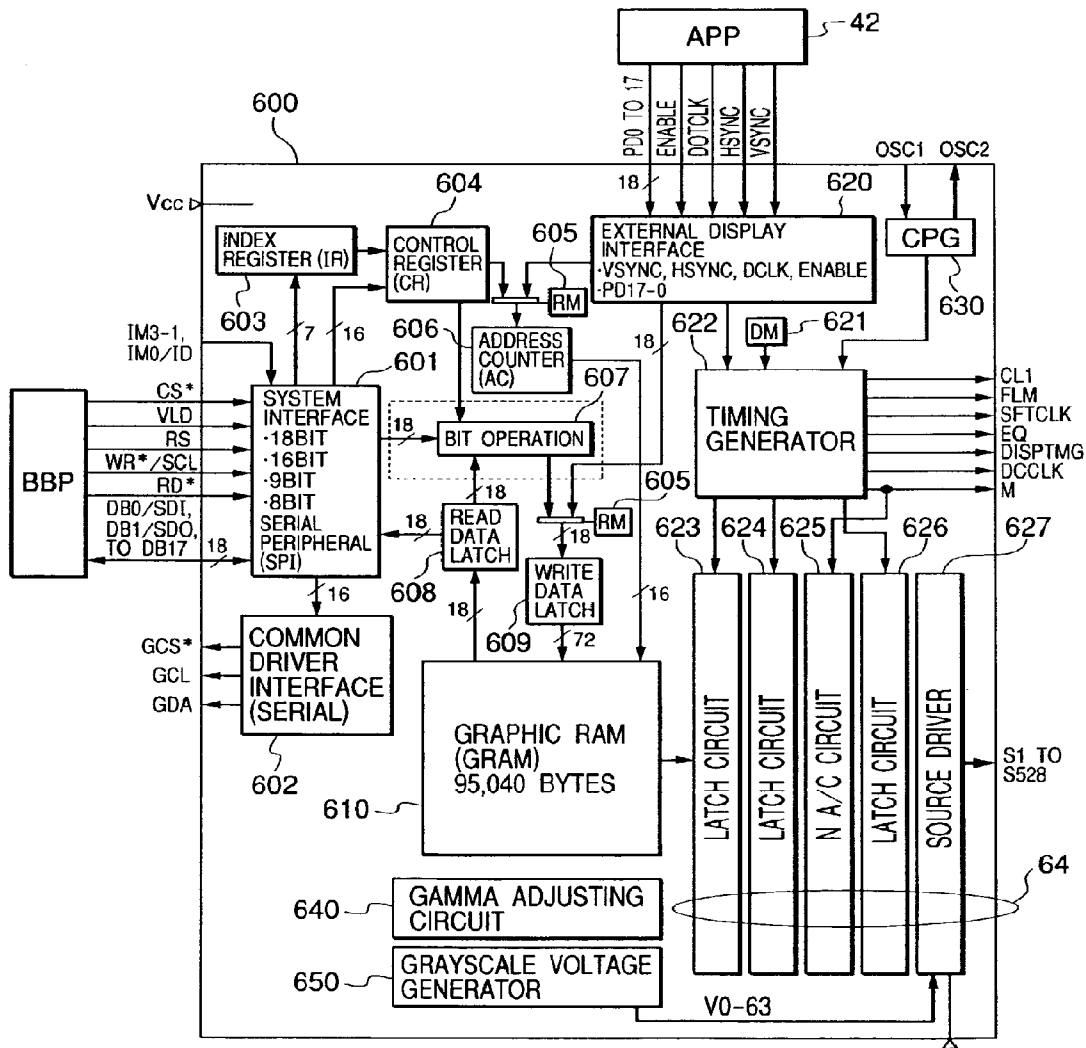 APP
42
PD0 TO 17
ENABLE
DOTCLK
HSYNC
VSYNC
600
OSC1
OSC2
18
Vcc
604
620
INDEX
REGISTER (IR)
CONTROL
REGISTER
(CR)
605
EXTERNAL DISPLAY
INTERFACE
·VSYNC, HSYNC, DCLK, ENABLE
·PD17-0
CPG
RM
603
630
7
16
606
ADDRESS
COUNTER
(AC)
18
622
DM
621
IM3-1,
IM0/ID
601
607
CS*
VLD
RS
WR*/SCL
RD*
DB0/SDI,
DB1/SDO,
TO DB17
18
BBP
SYSTEM
INTERFACE
·18BIT
·16BIT
·9BIT
·8BIT
SERIAL
PERIPHERAL
(SPI)
18
BIT OPERATION
TIMING
GENERATOR
CL1
FLM
SFTCLK
EQ
DISPTMG
DCCLK
M
18
18
READ
DATA
LATCH
608
605
RM
18
WRITE
DATA
LATCH
609
623
624
625
626
627
16
18
72
16
GCS*
GCL
GDA
COMMON
DRIVER
INTERFACE
(SERIAL)
602
GRAPHIC RAM
(GRAM)
95,040 BYTES
610
LATCH CIRCUIT
LATCH CIRCUIT
N A/C CIRCUIT
LATCH CIRCUIT
SOURCE DRIVER
S1 TO
S528
64
640
GAMMA ADJUSTING
CIRCUIT
650
GRAYSCALE VOLTAGE
GENERATOR
V0-63